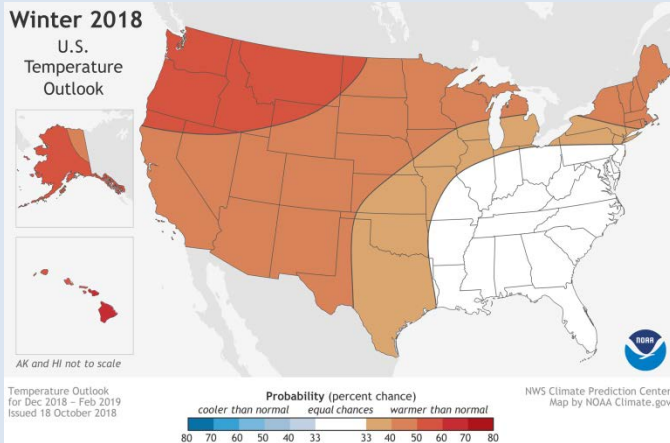 Winter 2018
U.S.
Temperature
Outlook
AK and HI not to scale
NOAA
Temperature Outlook
for Dec 2018 – Feb 2019
Issued 18 October 2018
Probability (percent chance)
cooler than normal equal chances warmer than normal
80 70 60 50 40 33 33 40 50 60 70 80
NWS Climate Prediction Center
Map by NOAA Climate.gov